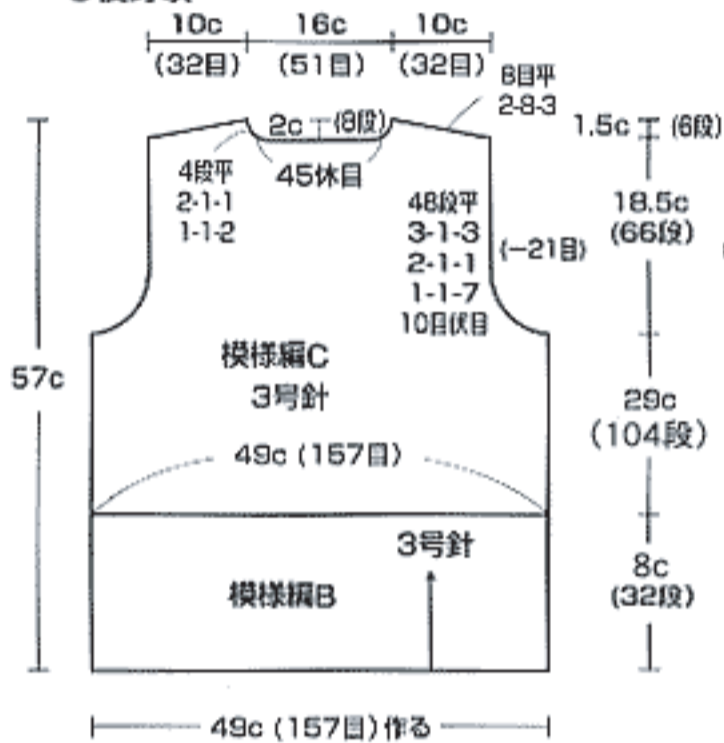 10c 16c 10c
(32目) (51目) (32目)
8目平
2-8-3
2c (8段)
1.5c (6段)
4段平
2-1-1
1-1-2
45休目
48段平
3-1-3
2-1-1
1-1-7
10目伏目
(－21目)
18.5c
(66段)
模様編C
3号針
57c
29c
(104段)
49c (157目)
3号針
模様編B
8c
(32段)
49c (157目) 作る